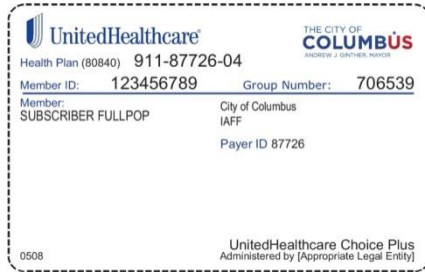 UnitedHealthcare
THE CITY OF
COLUMBUS
ANDREW J. GINTHER, MAYOR
Health Plan (80840) 911-87726-04
Member ID: 123456789 Group Number: 706539
Member:
SUBSCRIBER FULLPOP
City of Columbus
IAFF
Payer ID 87726
UnitedHealthcare Choice Plus
0508 Administered by [Appropriate Legal Entity]